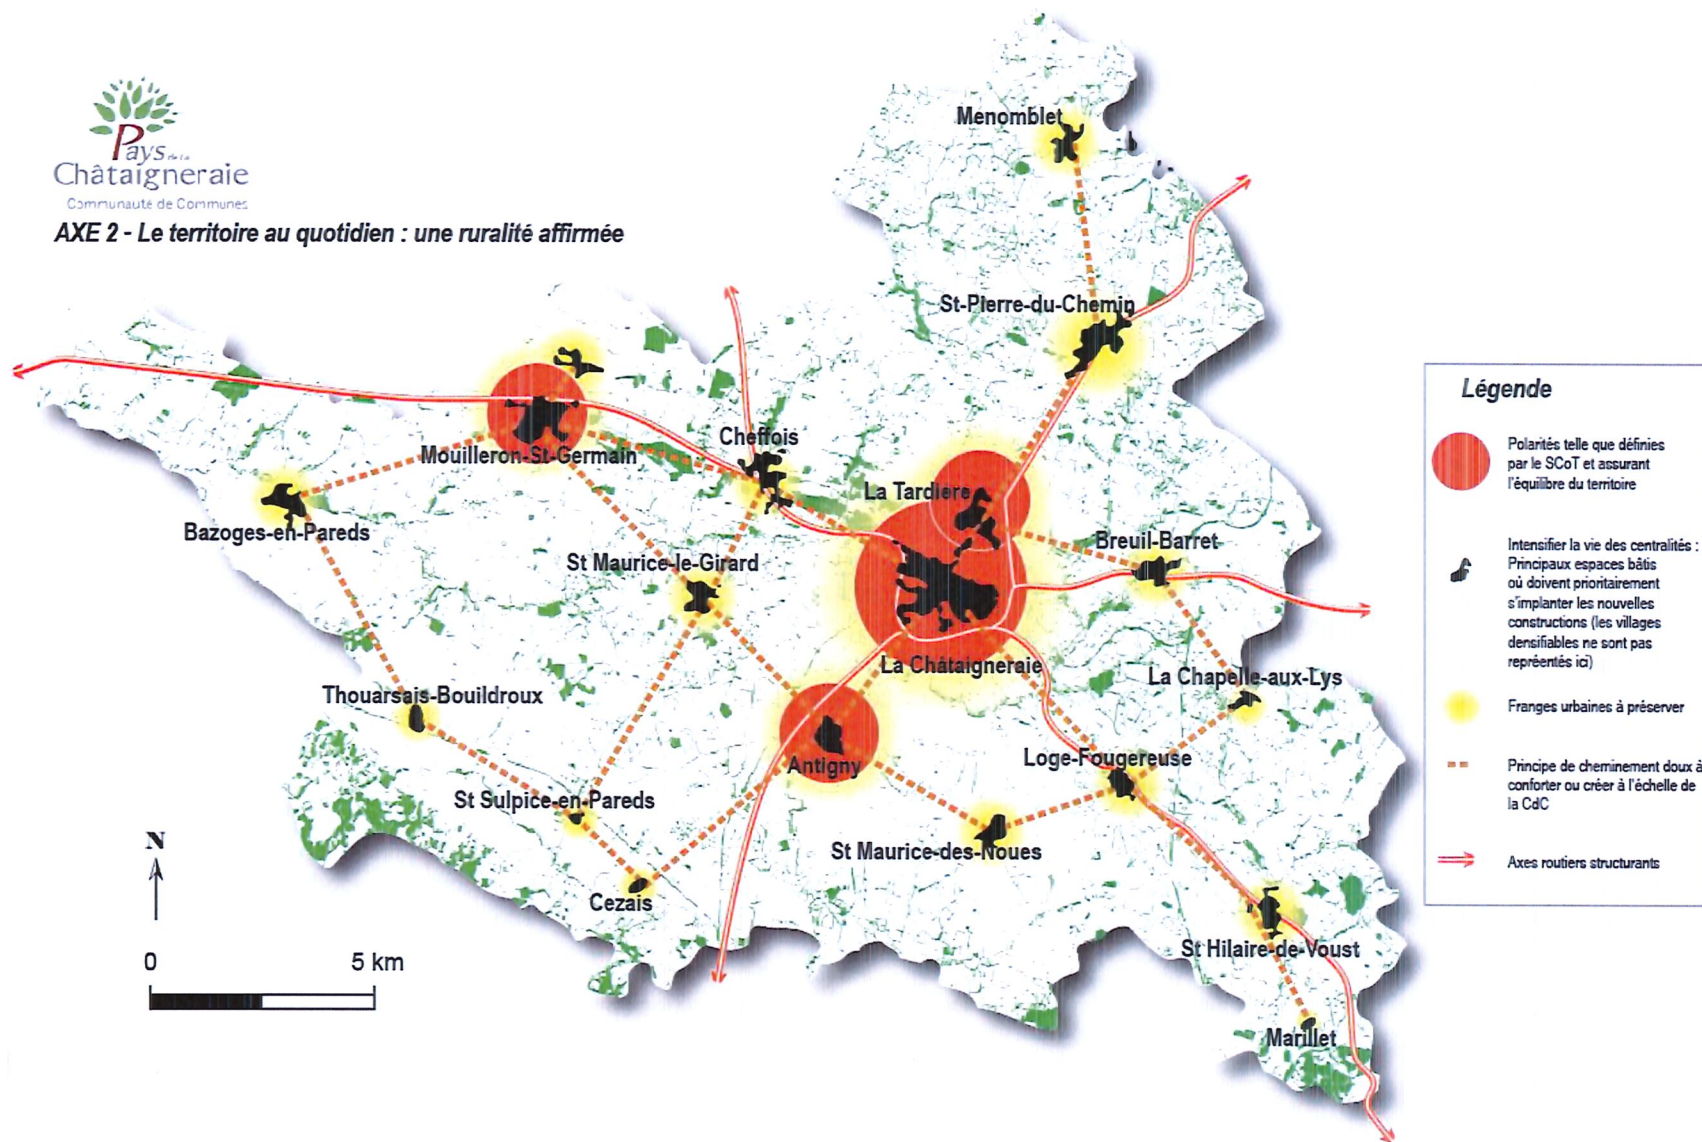 Pays de la
Châtaigneraie
Communauté de Communes
AXE 2 - Le territoire au quotidien : une ruralité affirmée
Menomblet
St-Pierre-du-Chemin
Cheffois
Mouilleron-St-Germain
La Tardiere
Bazoges-en-Pareds
Breuil-Barret
St Maurice-le-Girard
La Châtaigneraie
La Chapelle-aux-Lys
Thouarsais-Bouildroux
Loge-Fougereuse
Antigny
St Sulpice-en-Pareds
St Maurice-des-Noues
Cezais
St Hilaire-de-Voust
Marillet
N
0 5 km
Légende
Polarités telle que définies
par le SCoT et assurant
l'équilibre du territoire
Intensifier la vie des centralités :
Principaux espaces bâtis
où doivent prioritairement
s'implanter les nouvelles
constructions (les villages
densifiables ne sont pas
repréentés ici)
Franges urbaines à préserver
Principe de cheminement doux à
conforter ou créer à l'échelle de
la CdC
Axes routiers structurants